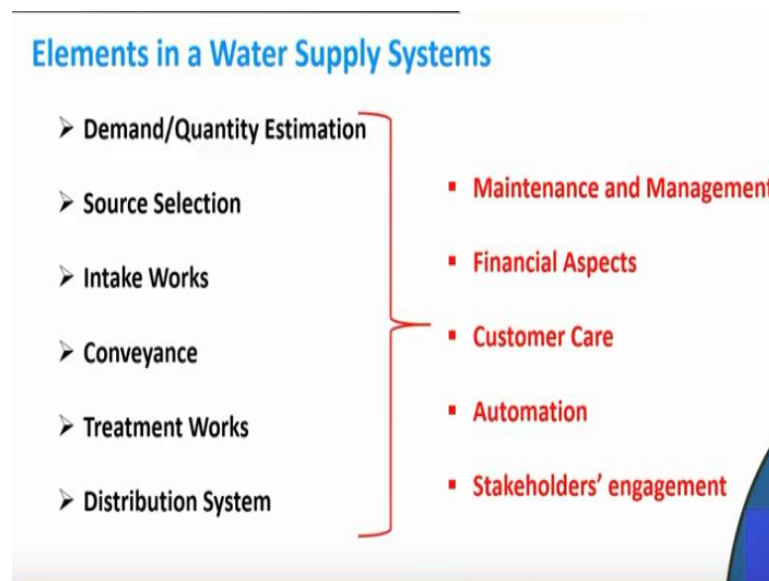 Elements in a Water Supply Systems
Demand/Quantity Estimation
Source Selection
Intake Works
Conveyance
Treatment Works
Distribution System
Maintenance and Management
Financial Aspects
Customer Care
Automation
Stakeholders’ engagement